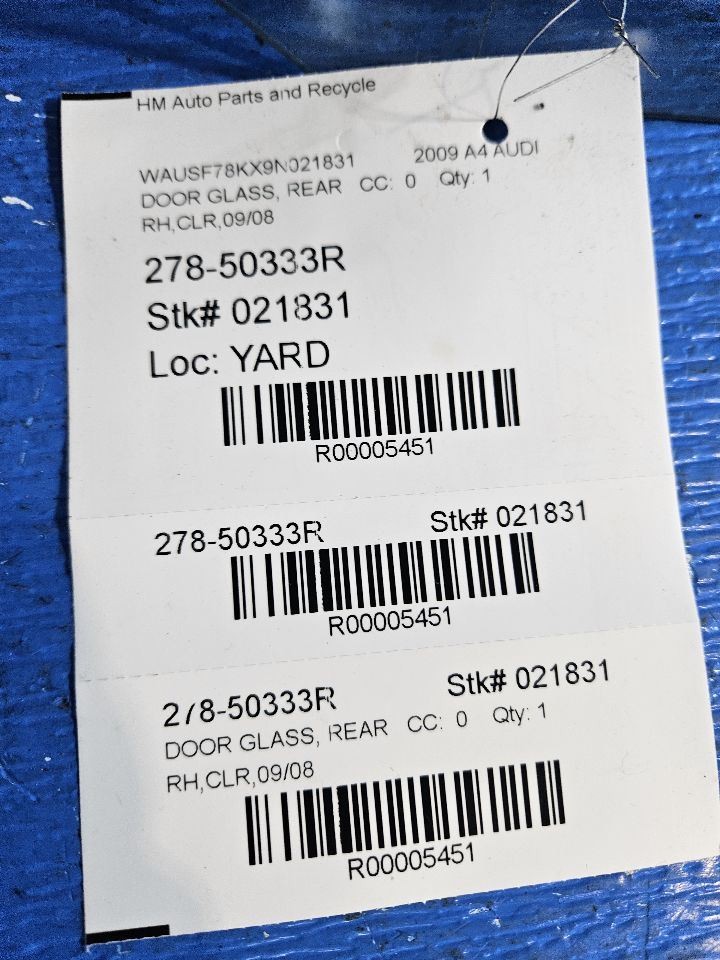 HM Auto Parts and Recycle
WAUSF78KX9N021831 2009 A4 AUDI
DOOR GLASS, REAR CC: 0 Qty: 1
RH,CLR,09/08
278-50333R
Stk# 021831
Loc: YARD
R00005451
278-50333R Stk# 021831
R00005451
278-50333R Stk# 021831
DOOR GLASS, REAR CC: 0 Qty: 1
RH,CLR,09/08
R00005451